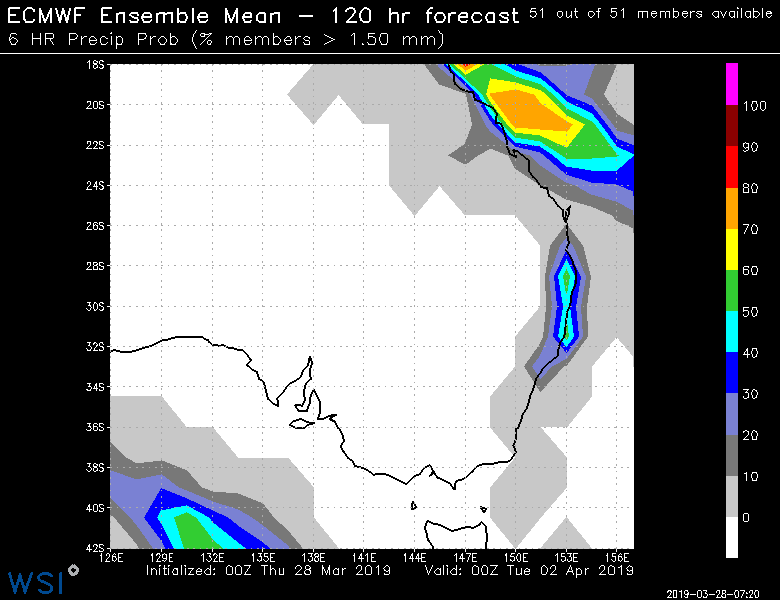 ECMWF Ensemble Mean – 120 hr forecast 51 out of 51 members available
6 HR Precip Prob (% members > 1.50 mm)
18S
20S
22S
24S
26S
28S
30S
32S
34S
36S
38S
40S
42S
126E 129E 132E 135E 138E 141E 144E 147E 150E 153E 156E
100
90
80
70
60
50
40
30
20
10
0
Initialized: 00Z Thu 28 Mar 2019 Valid: 00Z Tue 02 Apr 2019
WSI
2019-03-28-07:20